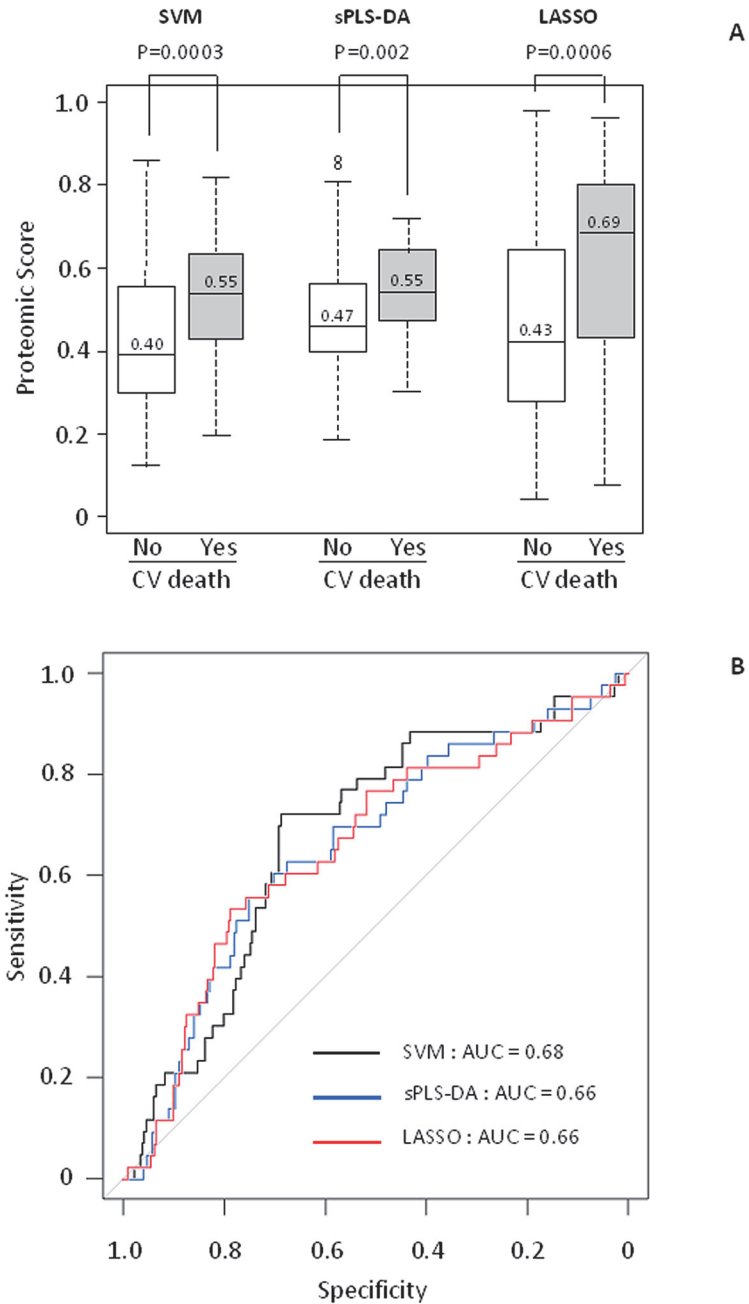 SVM sPLS-DA LASSO A
P=0.0003 P=0.002 P=0.0006
1.0
0.8
0.6
0.4
0.2
0
Proteomic Score
8
0.40 0.55 0.47 0.55 0.43 0.69
No Yes No Yes No Yes
CV death CV death CV death
B
1.0
0.8
0.6
0.4
0.2
0
Sensitivity
SVM : AUC = 0.68
sPLS-DA : AUC = 0.66
LASSO : AUC = 0.66
1.0 0.8 0.6 0.4 0.2 0
Specificity